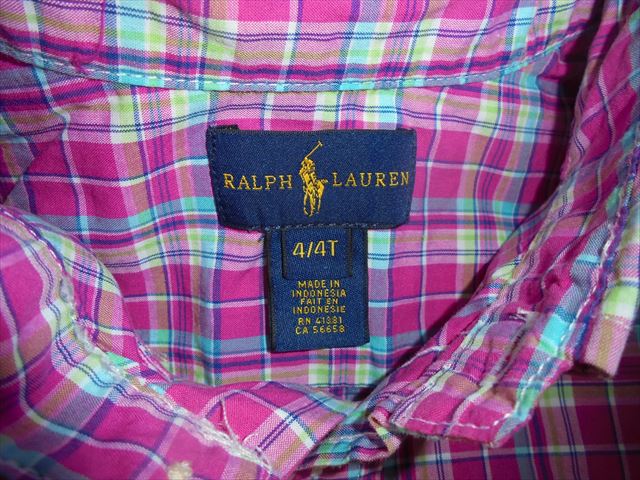 RALPH LAUREN
4/4T
MADE IN
INDONESIA
FAIT EN
INDONESIE
RN 41381
CA 56658